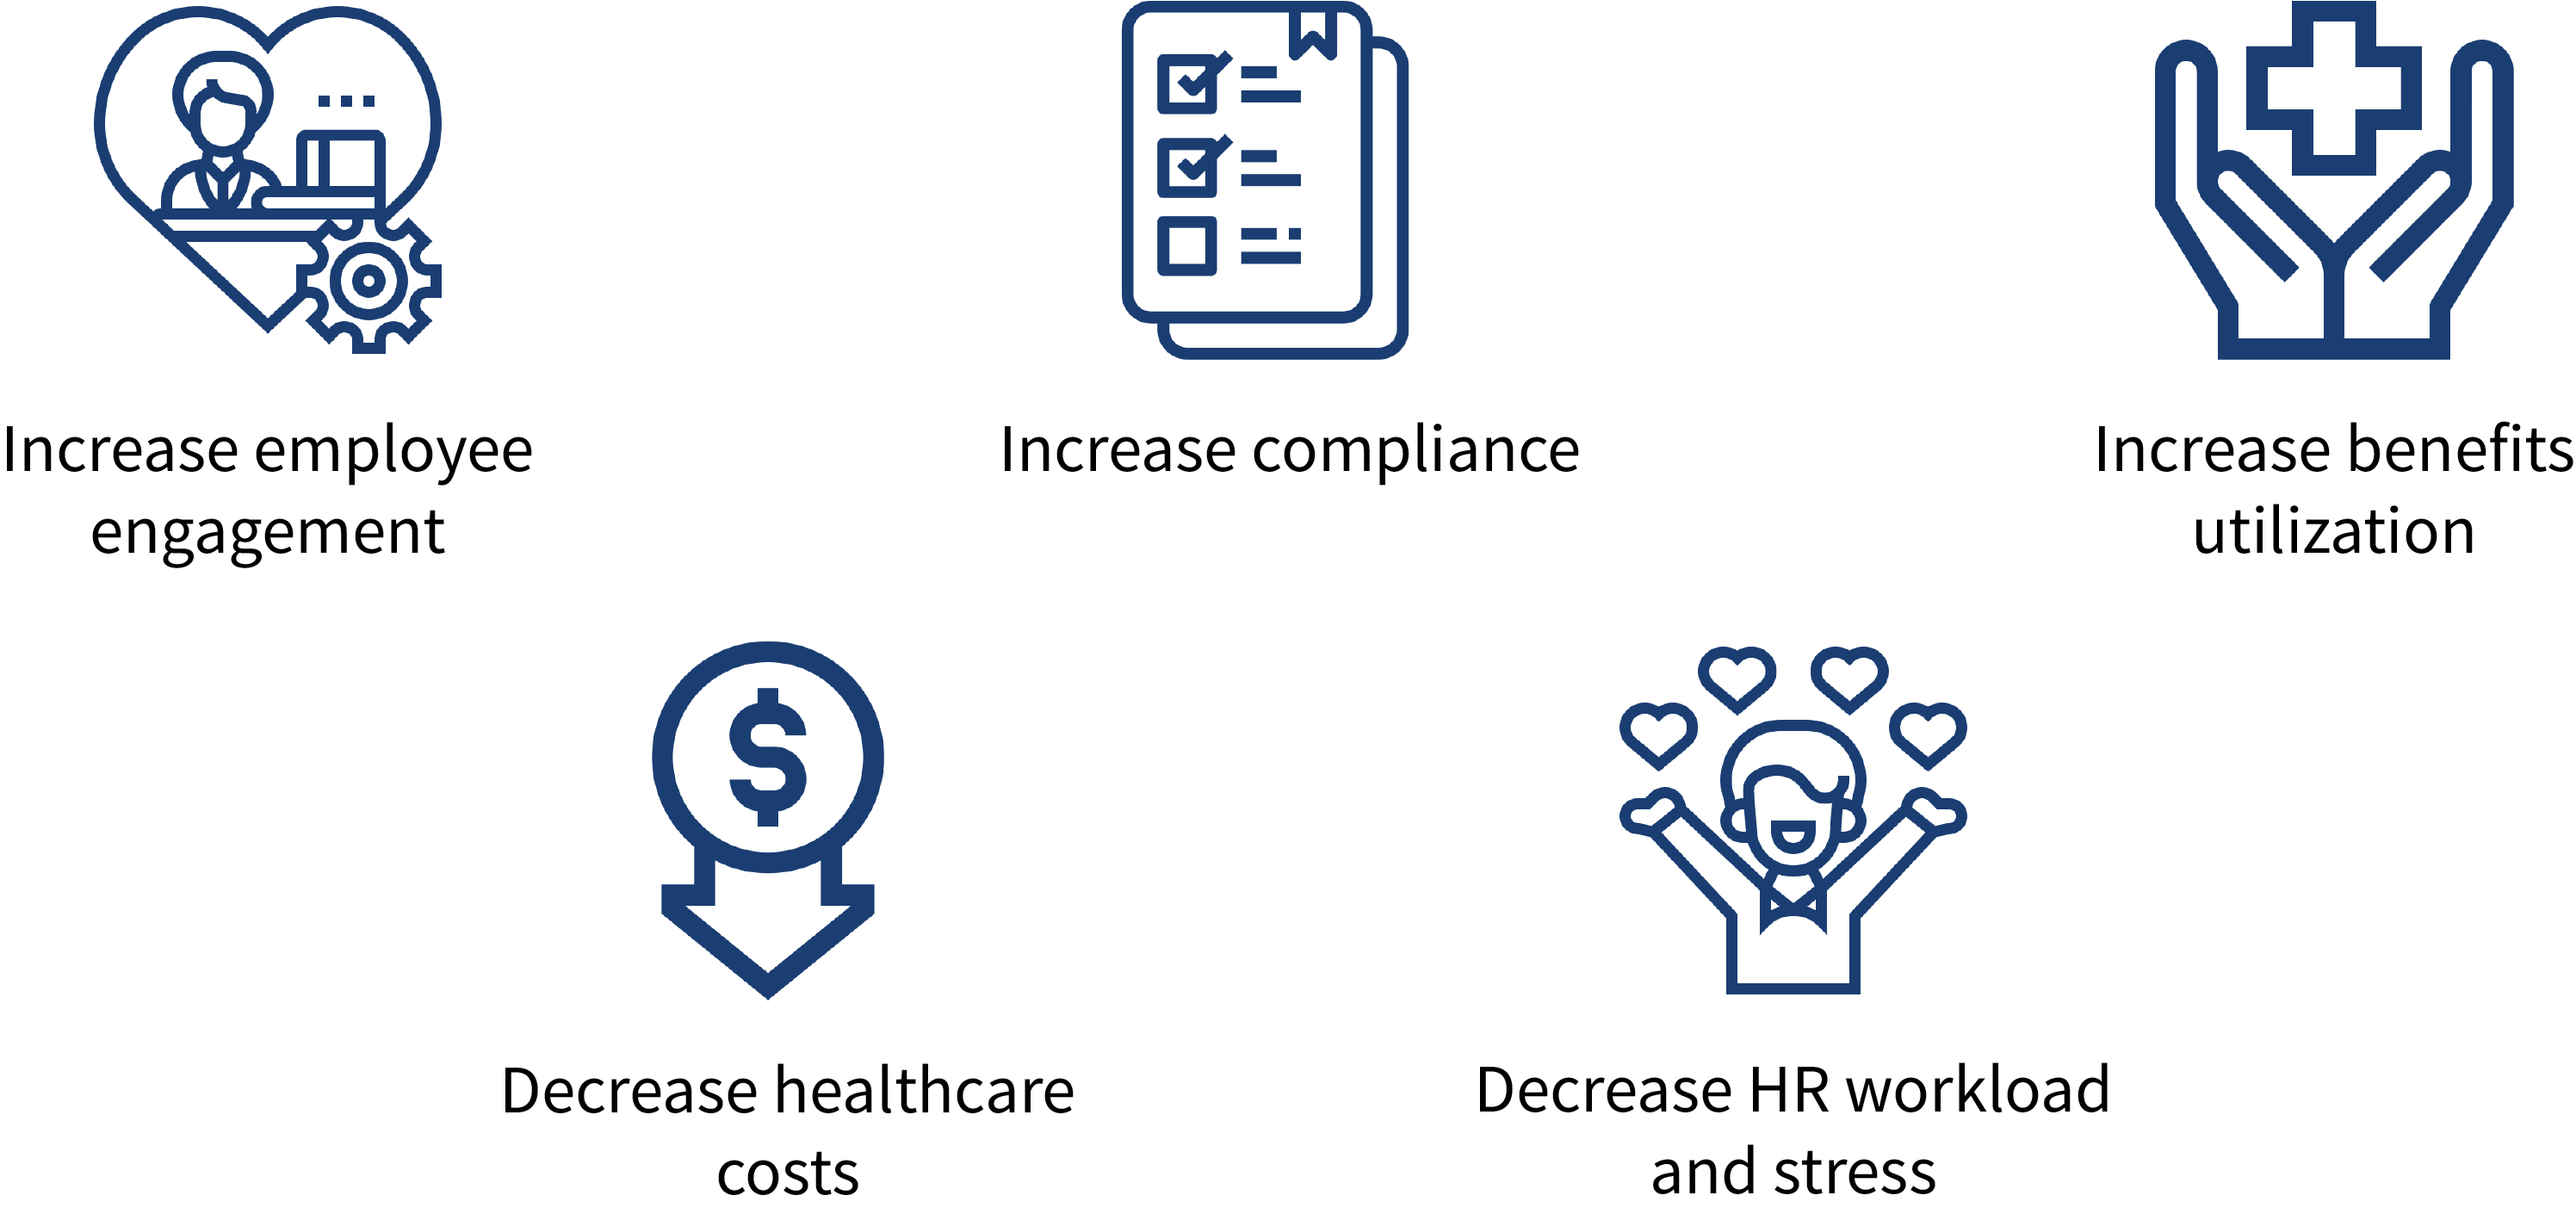 Increase employee
engagement
Increase compliance
Increase benefits
utilization
Decrease healthcare
costs
Decrease HR workload
and stress